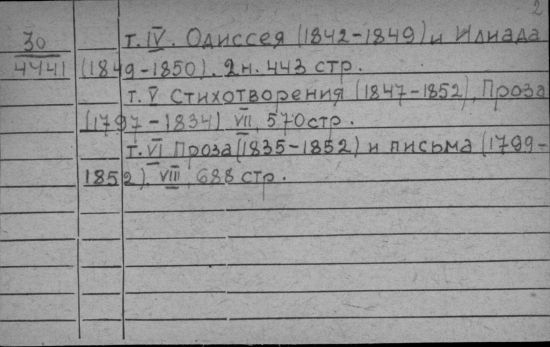 2
30
т. IV. Одиссея (1842-1849) и Илиада
4441
(1849-1850). 2н. 443 стр.
т. V Стихотворения (1847-1852). Проза
(1797-1834) VII, 570 стр.
т. VI Проза (1835-1852) и письма (1799-
1852). VIII, 688 стр.